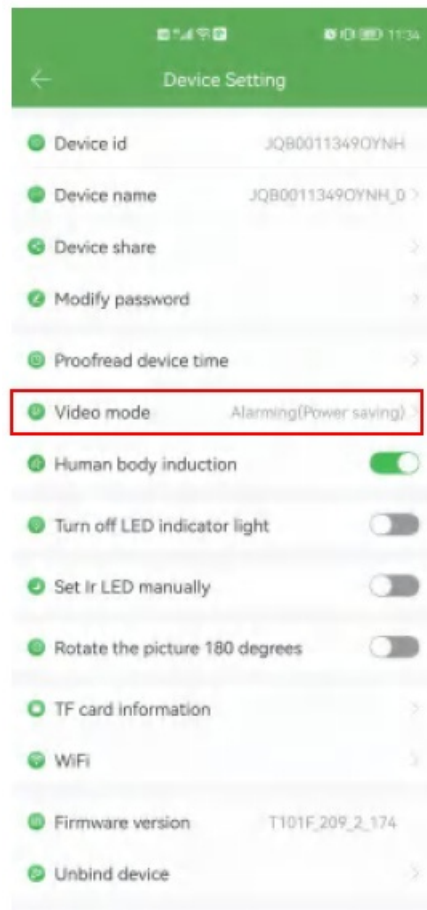 11:34
Device Setting
Device id JQB0011349OYNH
Device name JQB0011349OYNH_0
Device share
Modify password
Proofread device time
Video mode Alarming(Power saving)
Human body induction
Turn off LED indicator light
Set Ir LED manually
Rotate the picture 180 degrees
TF card information
WiFi
Firmware version T101F_209_2_174
Unbind device